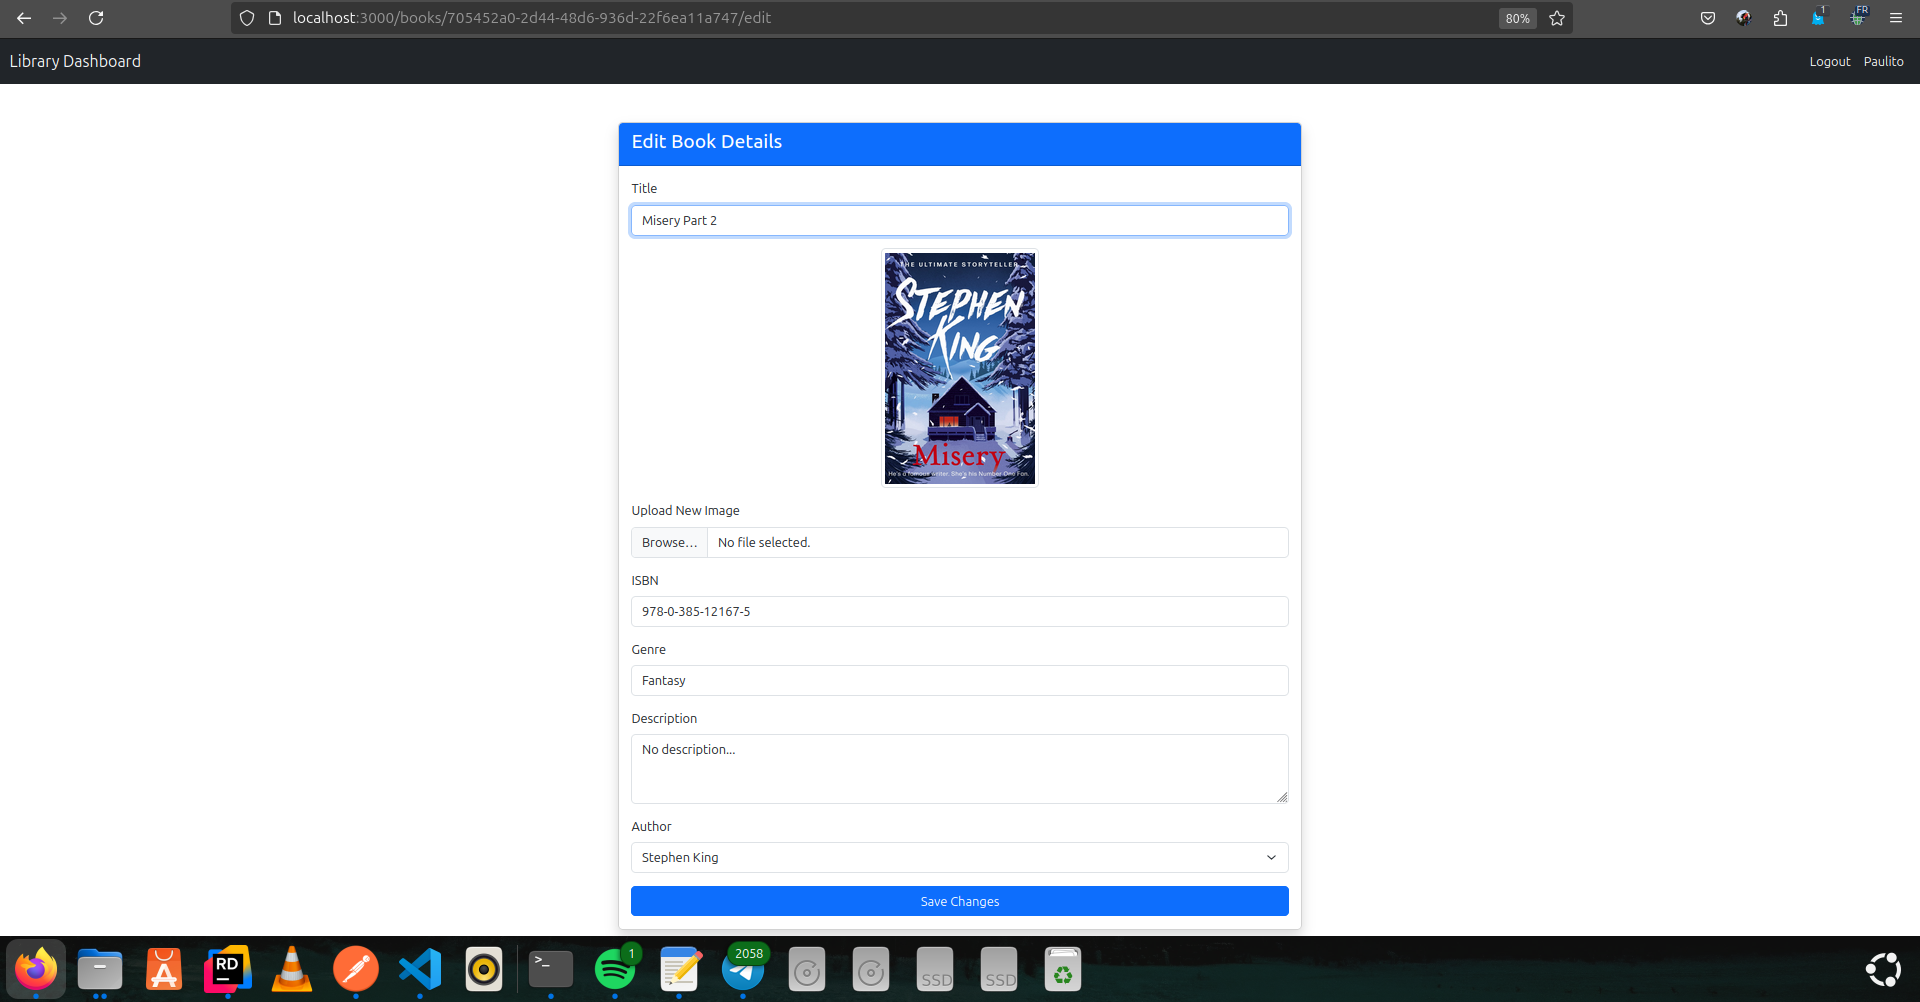 localhost:3000/books/705452a0-2d44-48d6-936d-22f6ea11a747/edit
80%
1
FR
Library Dashboard
Logout
Paulito
Edit Book Details
Title
Misery Part 2
THE ULTIMATE STORYTELLER
STEPHEN
KING
Misery
He's a famous writer. She's his Number One Fan.
Upload New Image
Browse...
No file selected.
ISBN
978-0-385-12167-5
Genre
Fantasy
Description
No description...
Author
Stephen King
Save Changes
RD
>_
1
2058
SSD
SSD